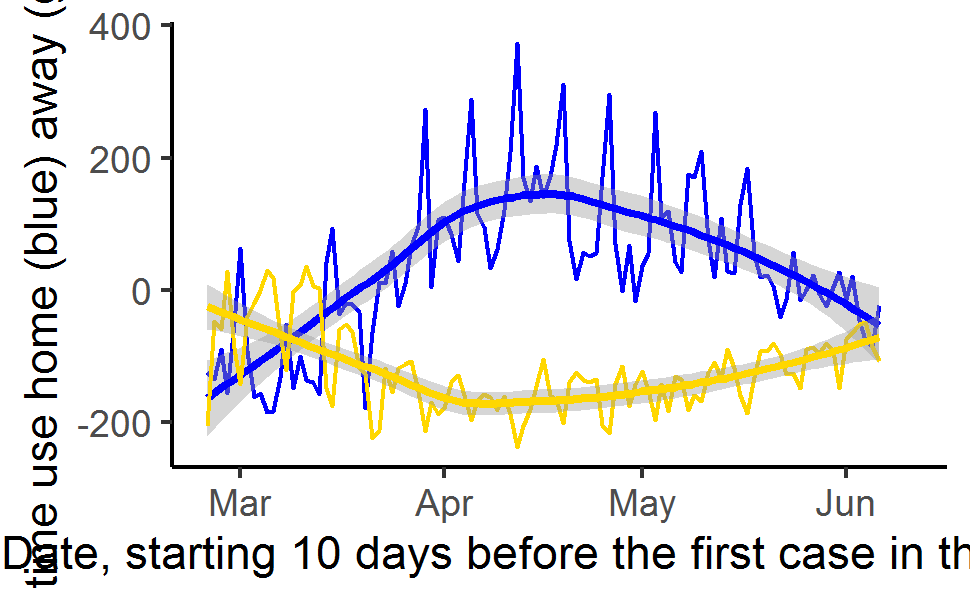 time use home (blue) away (
400
200
0
-200
Mar Apr May Jun
Date, starting 10 days before the first case in th